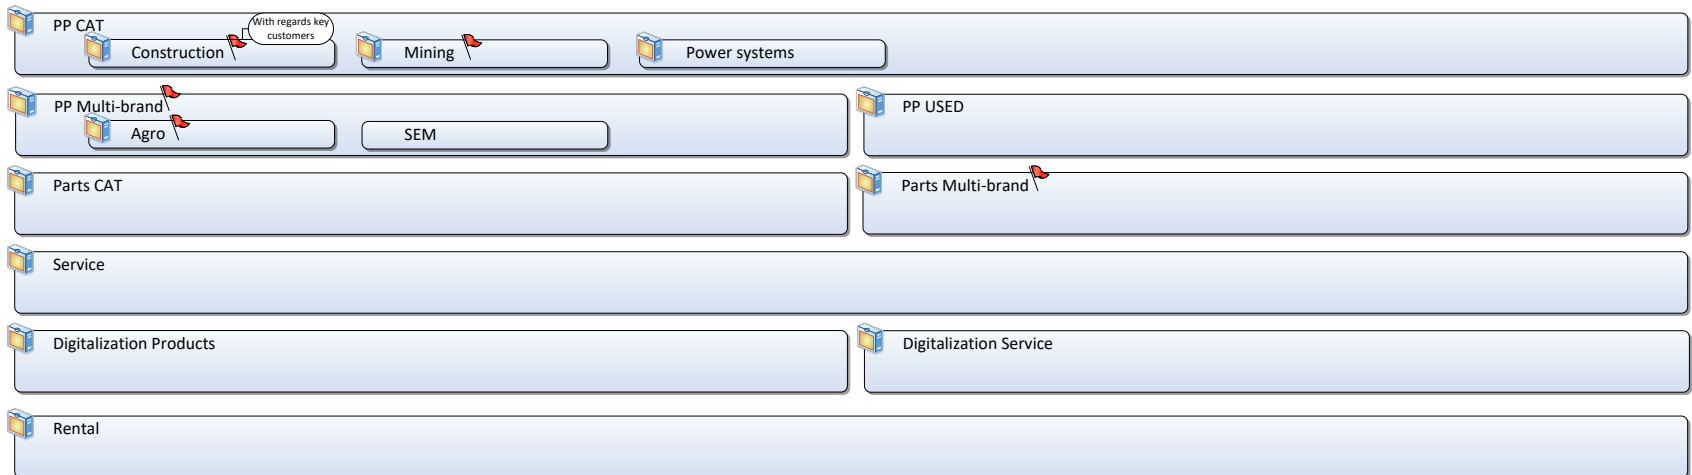 PP CAT
With regards key
customers
Construction
Mining
Power systems
PP Multi-brand
Agro
SEM
PP USED
Parts CAT
Parts Multi-brand
Service
Digitalization Products
Digitalization Service
Rental